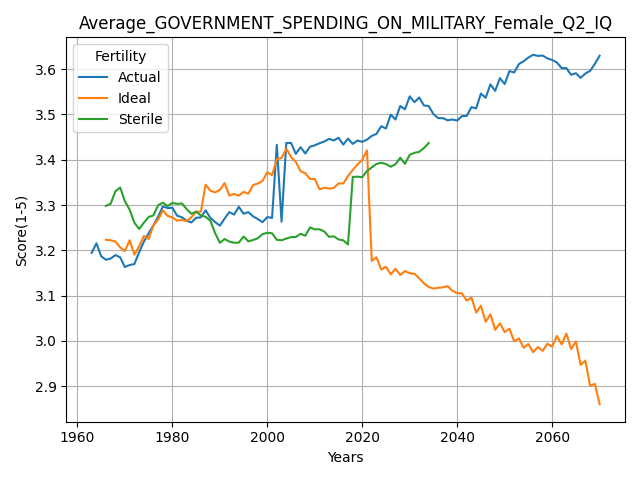 Average_GOVERNMENT_SPENDING_ON_MILITARY_Female_Q2_IQ
Fertility
Actual
Ideal
Sterile
Score(1-5)
3.6
3.5
3.4
3.3
3.2
3.1
3.0
2.9
1960 1980 2000 2020 2040 2060
Years